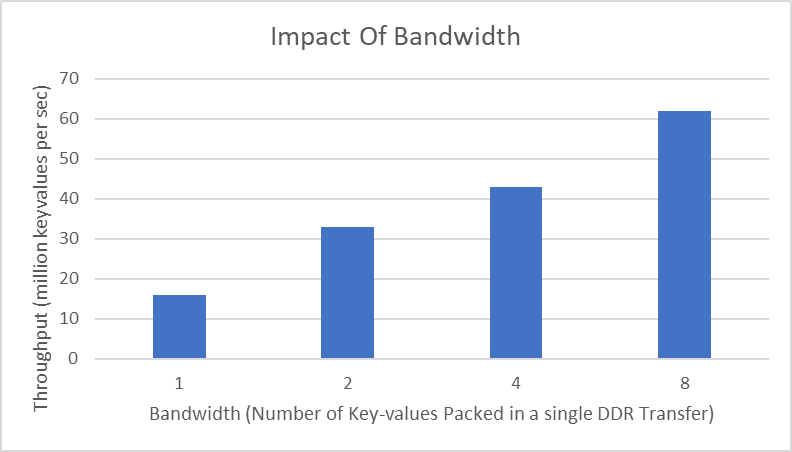 Impact Of Bandwidth
Throughput (million keyvalues per sec)
70
60
50
40
30
20
10
0
1 2 4 8
Bandwidth (Number of Key-values Packed in a single DDR Transfer)